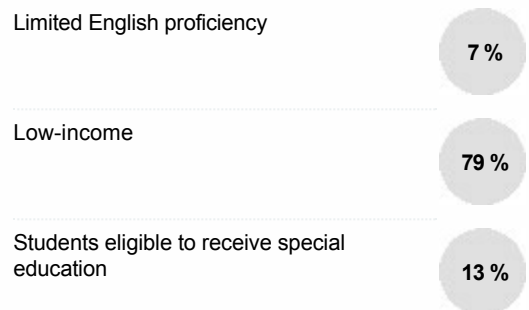 Limited English proficiency
7 %
Low-income
79 %
Students eligible to receive special
education
13 %